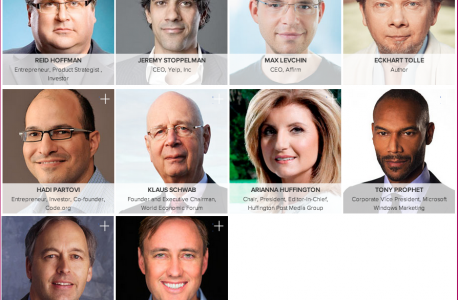 REID HOFFMAN
Entrepreneur, Product Strategist,
Investor
JEREMY STOPPELMAN
CEO, Yelp, Inc
MAX LEVCHIN
CEO, Affirm
ECKHART TOLLE
Author
HADI PARTOVI
Entrepreneur, Investor, Co-founder,
Code.org
KLAUS SCHWAB
Founder and Executive Chairman,
World Economic Forum
ARIANNA HUFFINGTON
Chair, President, Editor-in-Chief,
Huffington Post Media Group
TONY PROPHET
Corporate Vice President, Microsoft
Windows Marketing